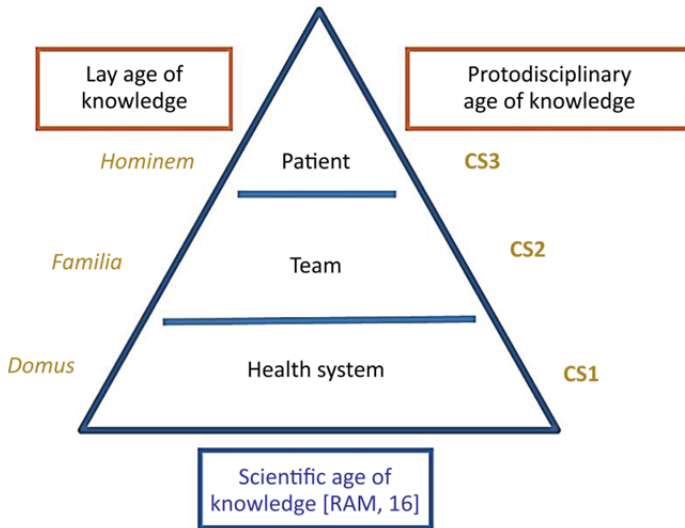 Lay age of
knowledge
Protodisciplinary
age of knowledge
Hominem
Patient
CS3
Familia
Team
CS2
Domus
Health system
CS1
Scientific age of
knowledge [RAM, 16]